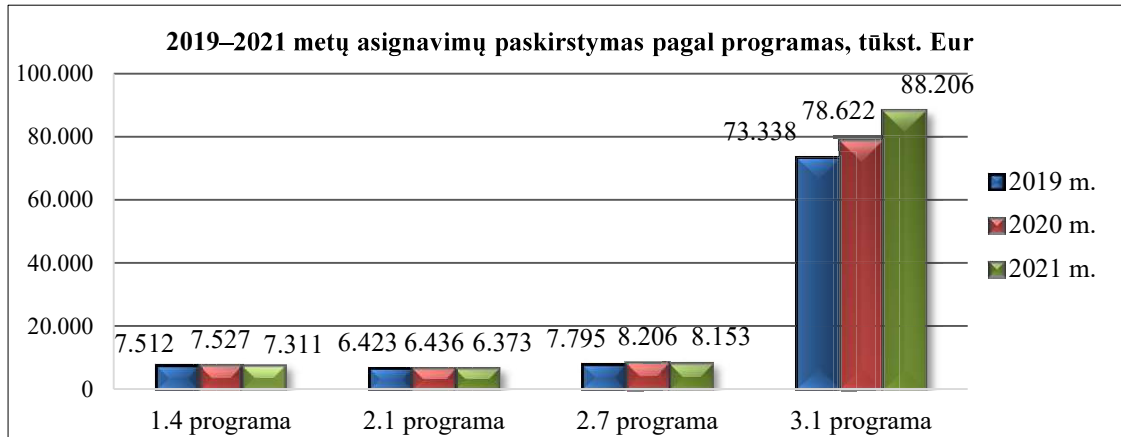 2019–2021 metų asignavimų paskirstymas pagal programas, tūkst. Eur
100.000
80.000
60.000
40.000
20.000
0
7.512 7.527 7.311 6.423 6.436 6.373 7.795 8.206 8.153 73.338 78.622 88.206
1.4 programa 2.1 programa 2.7 programa 3.1 programa
2019 m.
2020 m.
2021 m.